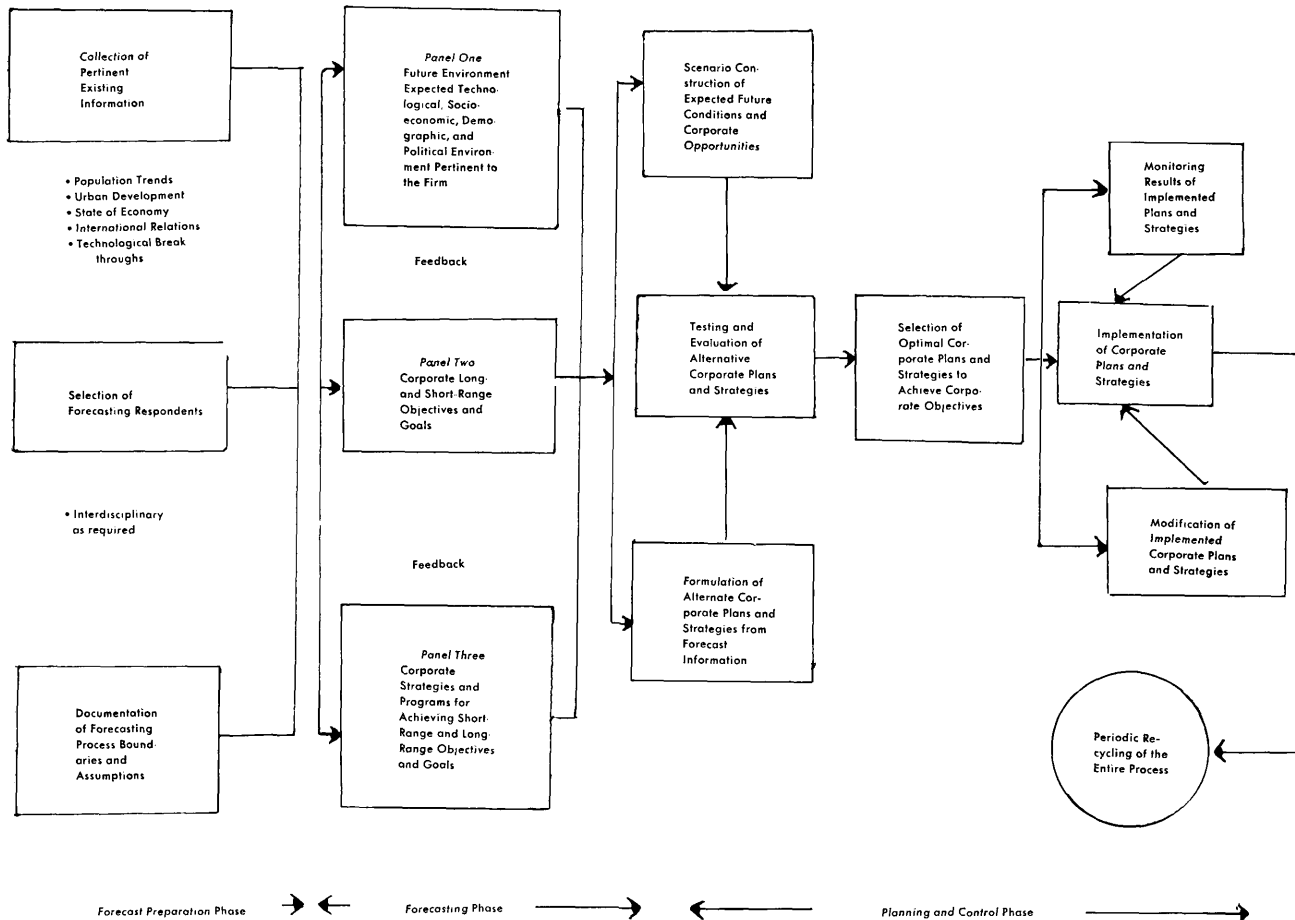 Collection of
Pertinent
Existing
Information
• Population Trends
• Urban Development
• State of Economy
• International Relations
• Technological Break
throughs
Selection of
Forecasting Respondents
• Interdisciplinary
as required
Documentation
of Forecasting
Process Bound-
aries and
Assumptions
Panel One
Future Environment
Expected Techno-
logical, Socio-
economic, Demo-
graphic, and
Political Environ-
ment Pertinent to
the Firm
Feedback
Panel Two
Corporate Long-
and Short-Range
Objectives and
Goals
Feedback
Panel Three
Corporate
Strategies and
Programs for
Achieving Short-
Range and Long-
Range Objectives
and Goals
Scenario Con-
struction of
Expected Future
Conditions and
Corporate
Opportunities
Testing and
Evaluation of
Alternative
Corporate Plans
and Strategies
Formulation of
Alternate Cor-
porate Plans and
Strategies from
Forecast
Information
Selection of
Optimal Cor-
porate Plans and
Strategies to
Achieve Corpo-
rate Objectives
Monitoring
Results of
Implemented
Plans and
Strategies
Implementation
of Corporate
Plans and
Strategies
Modification of
Implemented
Corporate Plans
and Strategies
Periodic Re-
cycling of the
Entire Process
Forecast Preparation Phase
Forecasting Phase
Planning and Control Phase